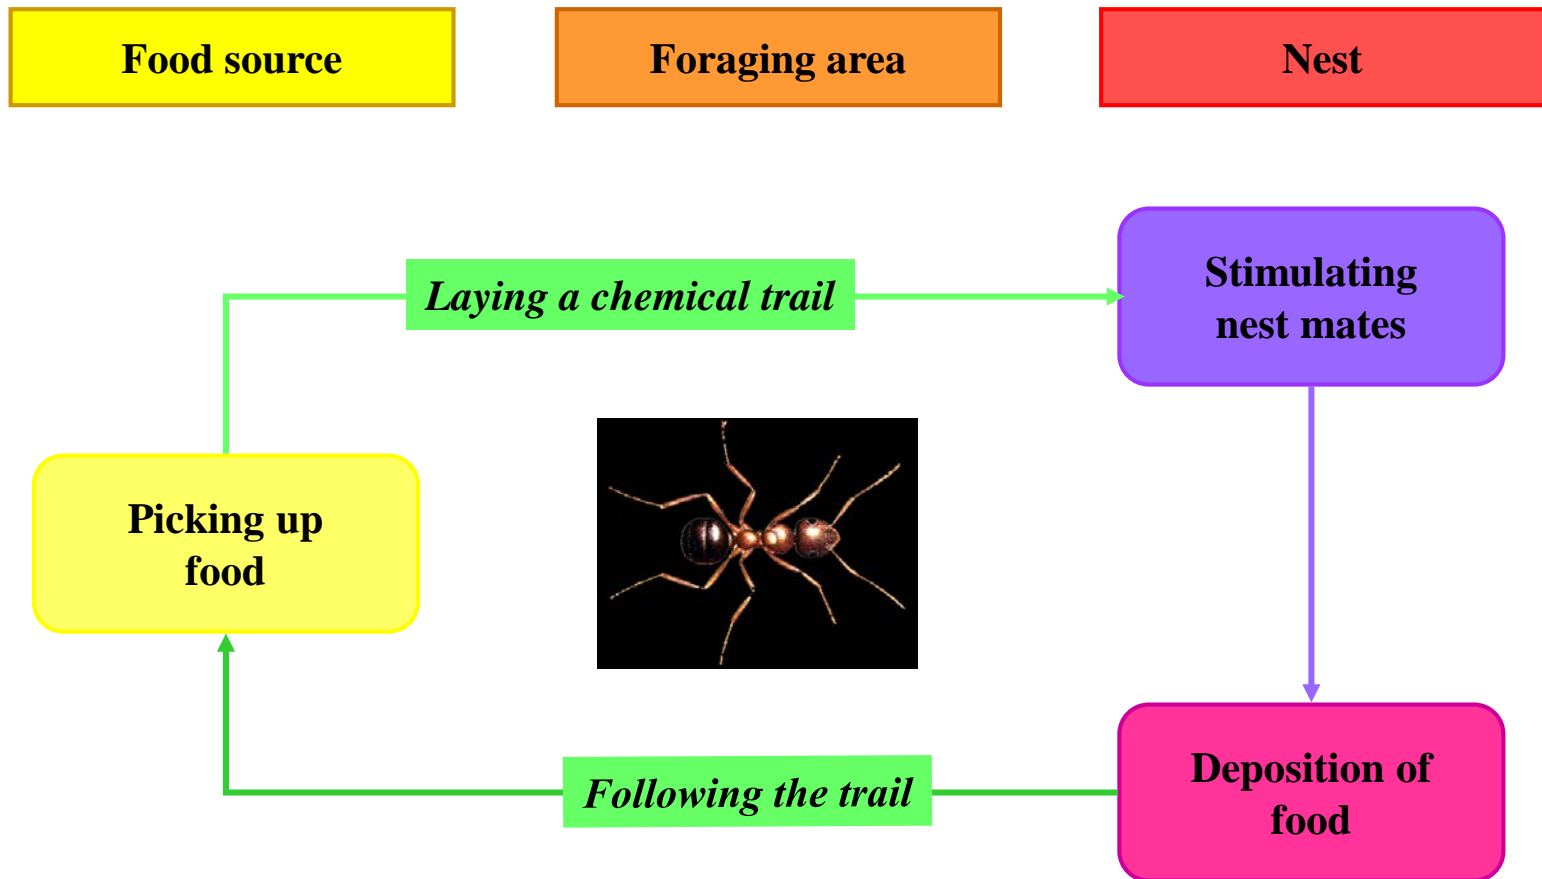 Food source
Foraging area
Nest
Laying a chemical trail
Stimulating
nest mates
Picking up
food
Following the trail
Deposition of
food